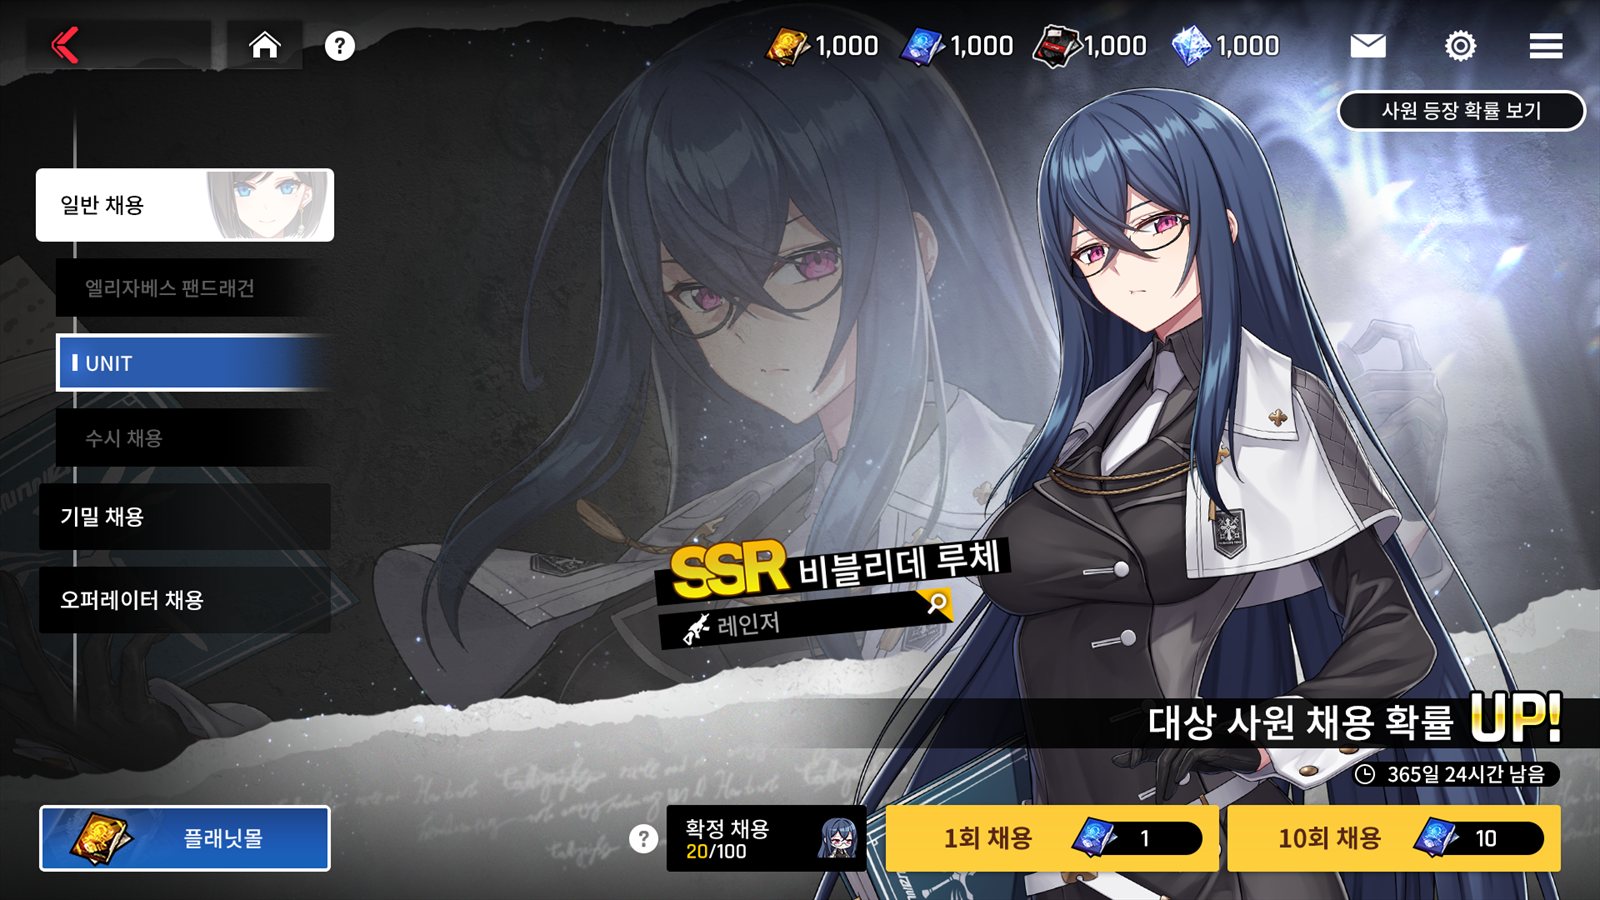 ?
1,000
1,000
1,000
1,000
사원 등장 확률 보기
일반 채용
엘리자베스 팬드래건
UNIT
수시 채용
기밀 채용
오퍼레이터 채용
SSR 비블리데 루체
레인저
대상 사원 채용 확률 UP!
365일 24시간 남음
플래닛몰
?
확정 채용
20/100
1회 채용
1
10회 채용
10